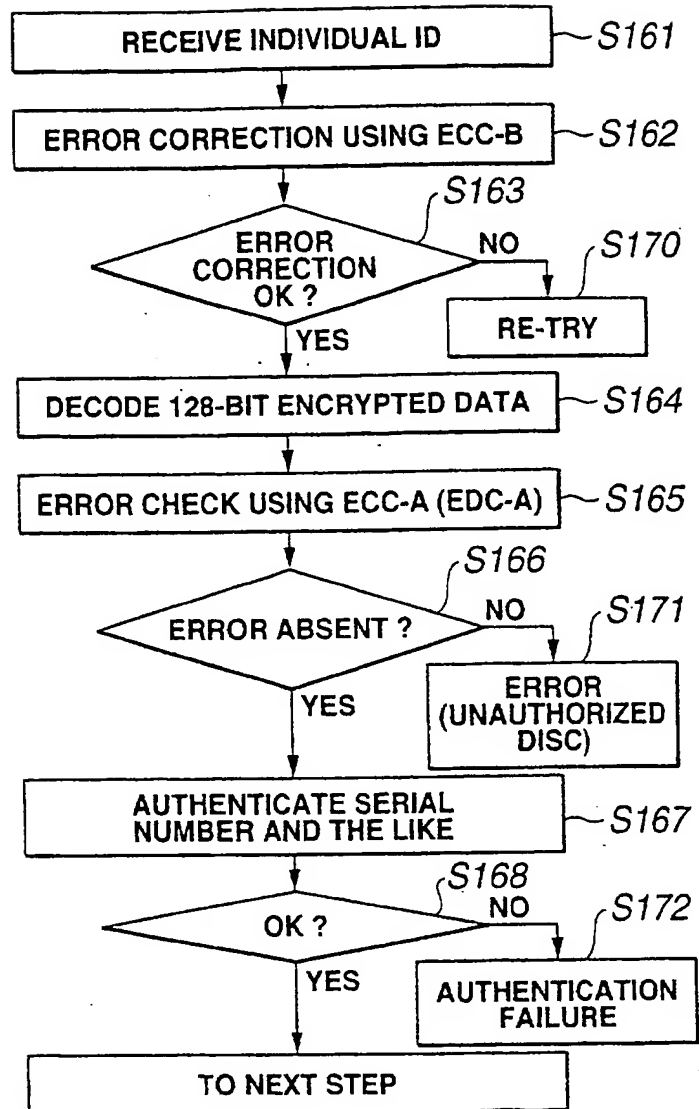 RECEIVE INDIVIDUAL ID
S161
ERROR CORRECTION USING ECC-B
S162
S163
ERROR
CORRECTION
OK ?
NO
S170
RE-TRY
YES
DECODE 128-BIT ENCRYPTED DATA
S164
ERROR CHECK USING ECC-A (EDC-A)
S165
S166
ERROR ABSENT ?
NO
S171
ERROR
(UNAUTHORIZED
DISC)
YES
AUTHENTICATE SERIAL
NUMBER AND THE LIKE
S167
S168
OK ?
NO
S172
AUTHENTICATION
FAILURE
YES
TO NEXT STEP